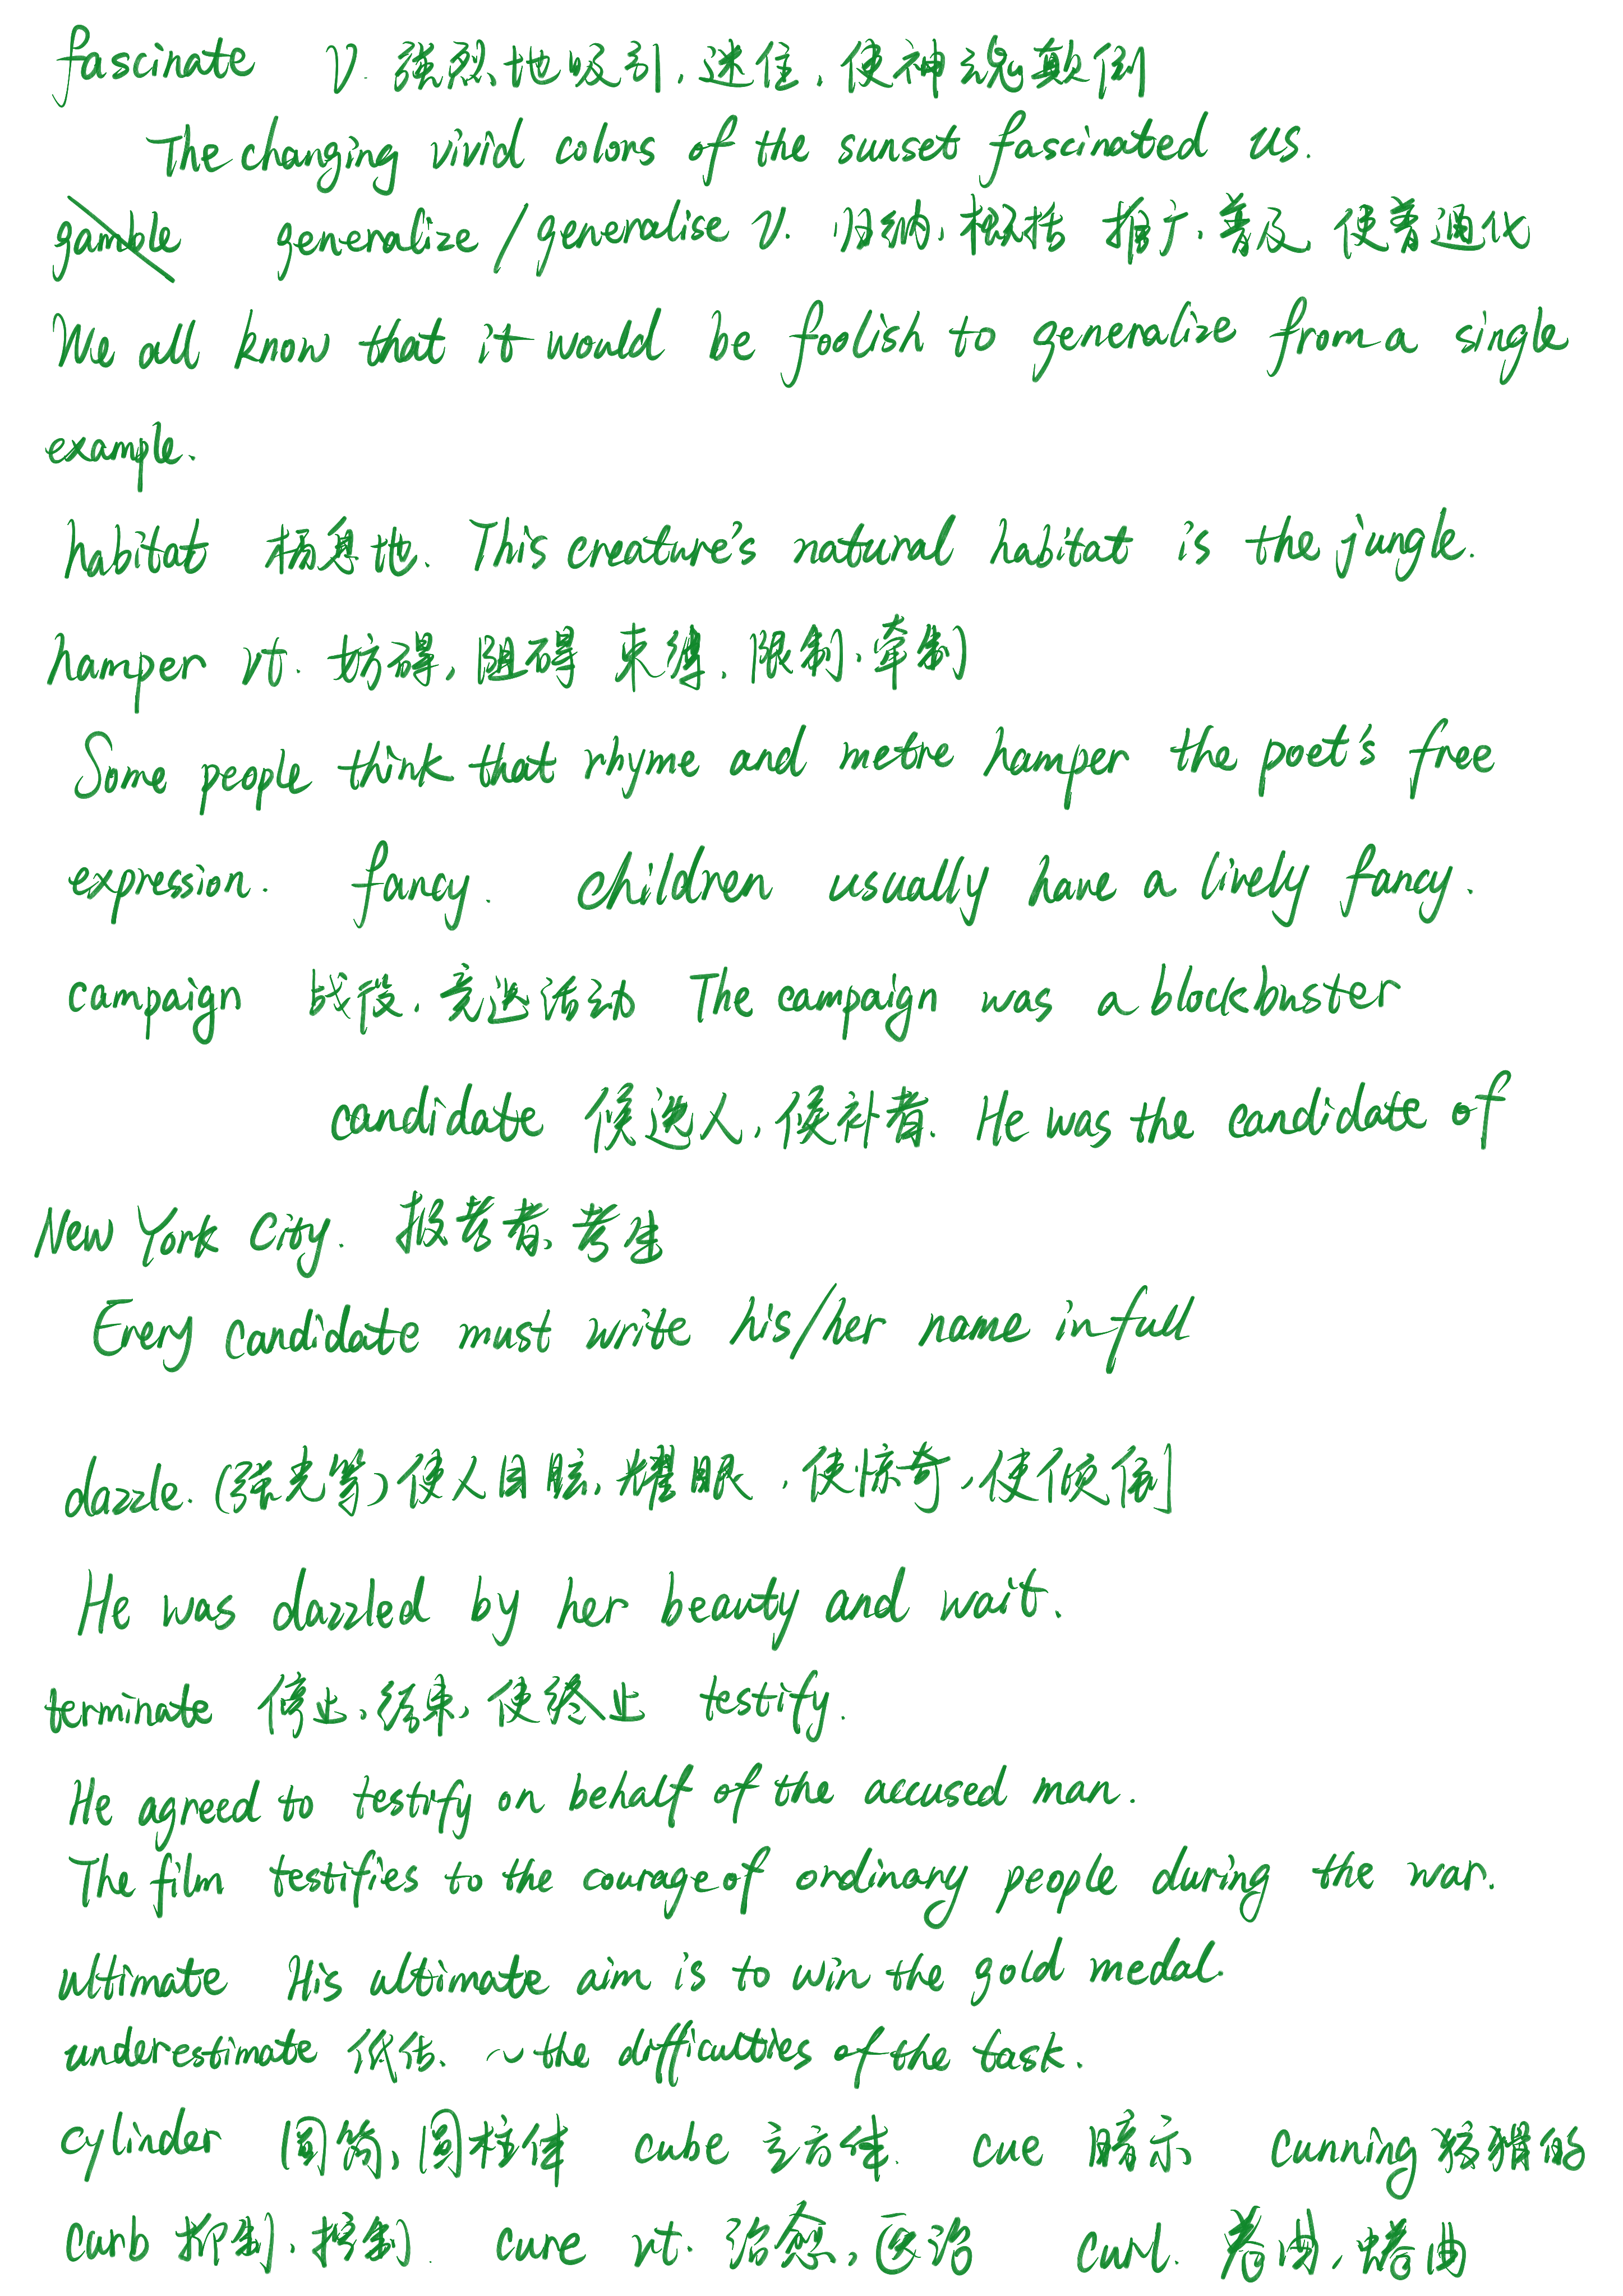 fascinate v. 强烈地吸引,迷住,使神魂颠倒
The changing vivid colors of the sunset fascinated us.
gamble generalize / generalise v. 归纳、概括 推广、普及 使普通化
We all know that it would be foolish to generalize from a single
example.
habitat 栖息地. This creature's natural habitat is the jungle.
hamper vt. 妨碍,阻碍 束缚、限制、牵制
Some people think that rhyme and metre hamper the poet's free
expression. fancy. children usually have a lively fancy.
campaign 战役、竞选活动 The campaign was a blockbuster
candidate 候选人,候补者. He was the candidate of
New York City. 报考者、考生
Every candidate must write his/her name in full
dazzle. (强光等)使人目眩、耀眼,使惊奇,使倾倒
He was dazzled by her beauty and wait.
terminate 停止、结束,使终止 testify.
He agreed to testify on behalf of the accused man.
The film testifies to the courage of ordinary people during the war.
ultimate His ultimate aim is to win the gold medal.
underestimate 低估. ~ the difficulties of the task.
cylinder 圆筒、圆柱体 cube 立方体. cue 暗示、 cunning 狡猾的
curb 抑制、控制. cure vt. 治愈,医治 curl. 卷曲,蜷曲